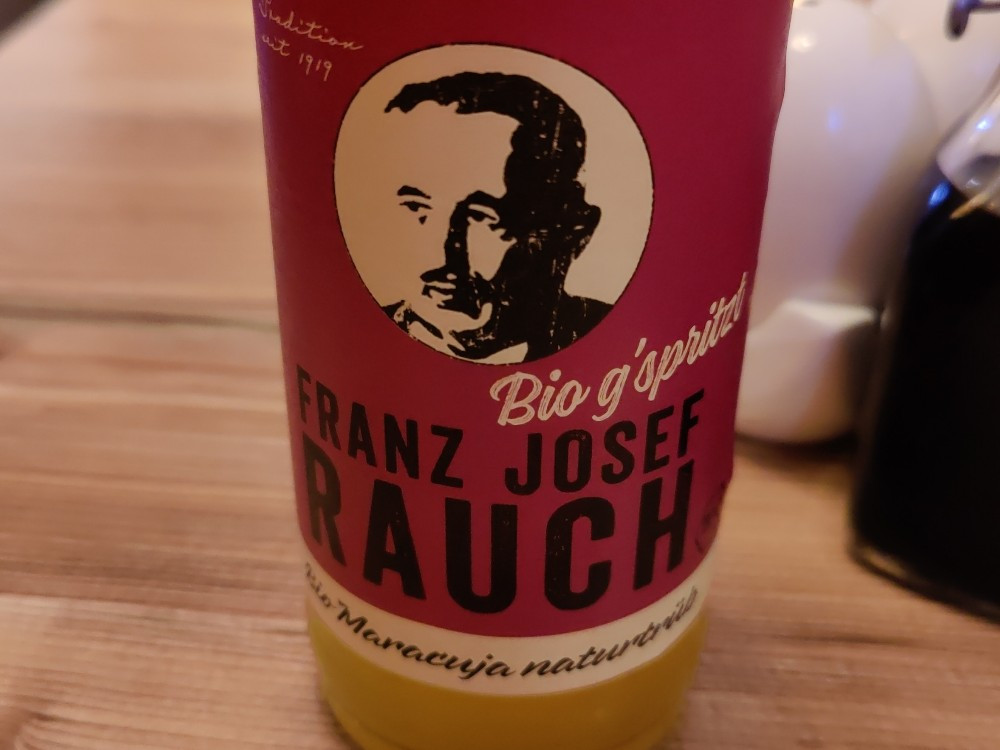 Tradition
seit 1919
Bio g'spritzt
FRANZ JOSEF
RAUCH
Bio Maracuja naturtrüb